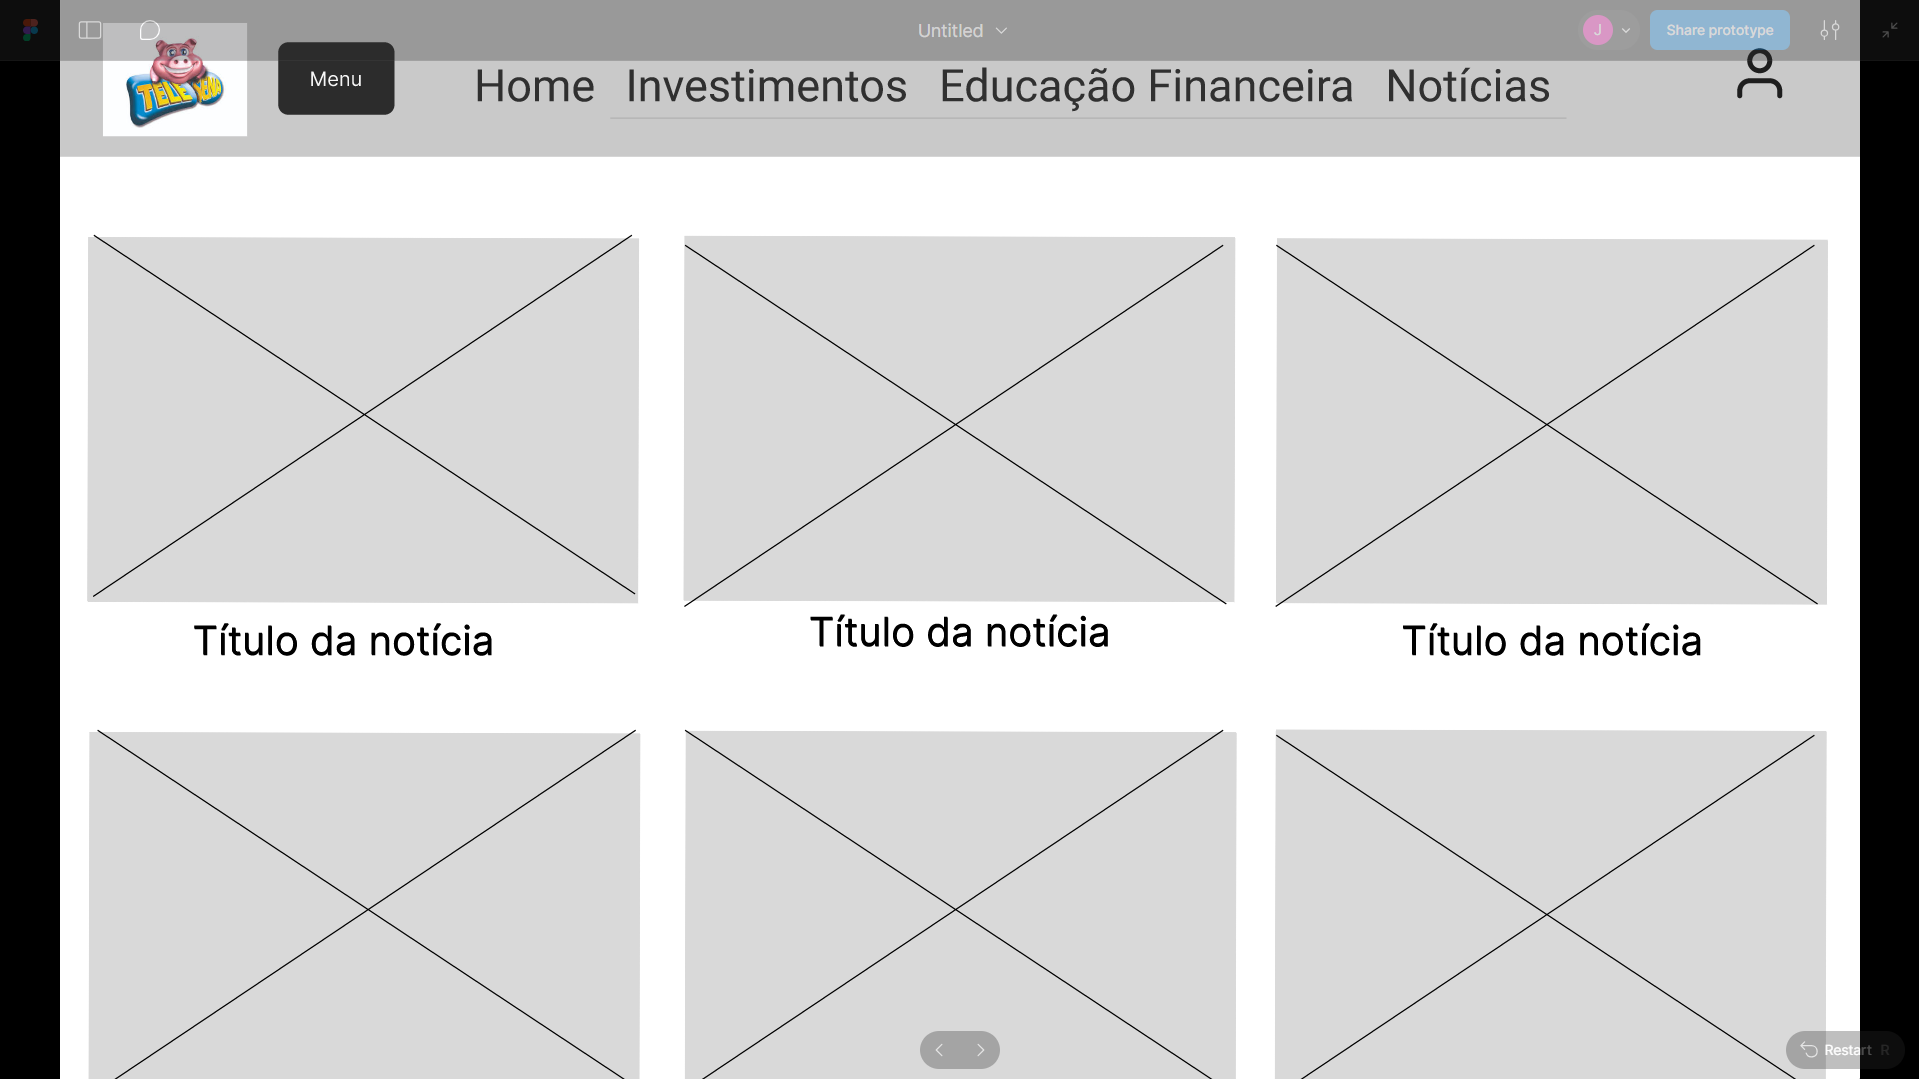 Untitled
J
Share prototype
TELE SENA
Menu
Home Investimentos Educação Financeira Notícias
Título da notícia
Título da notícia
Título da notícia
Restart R